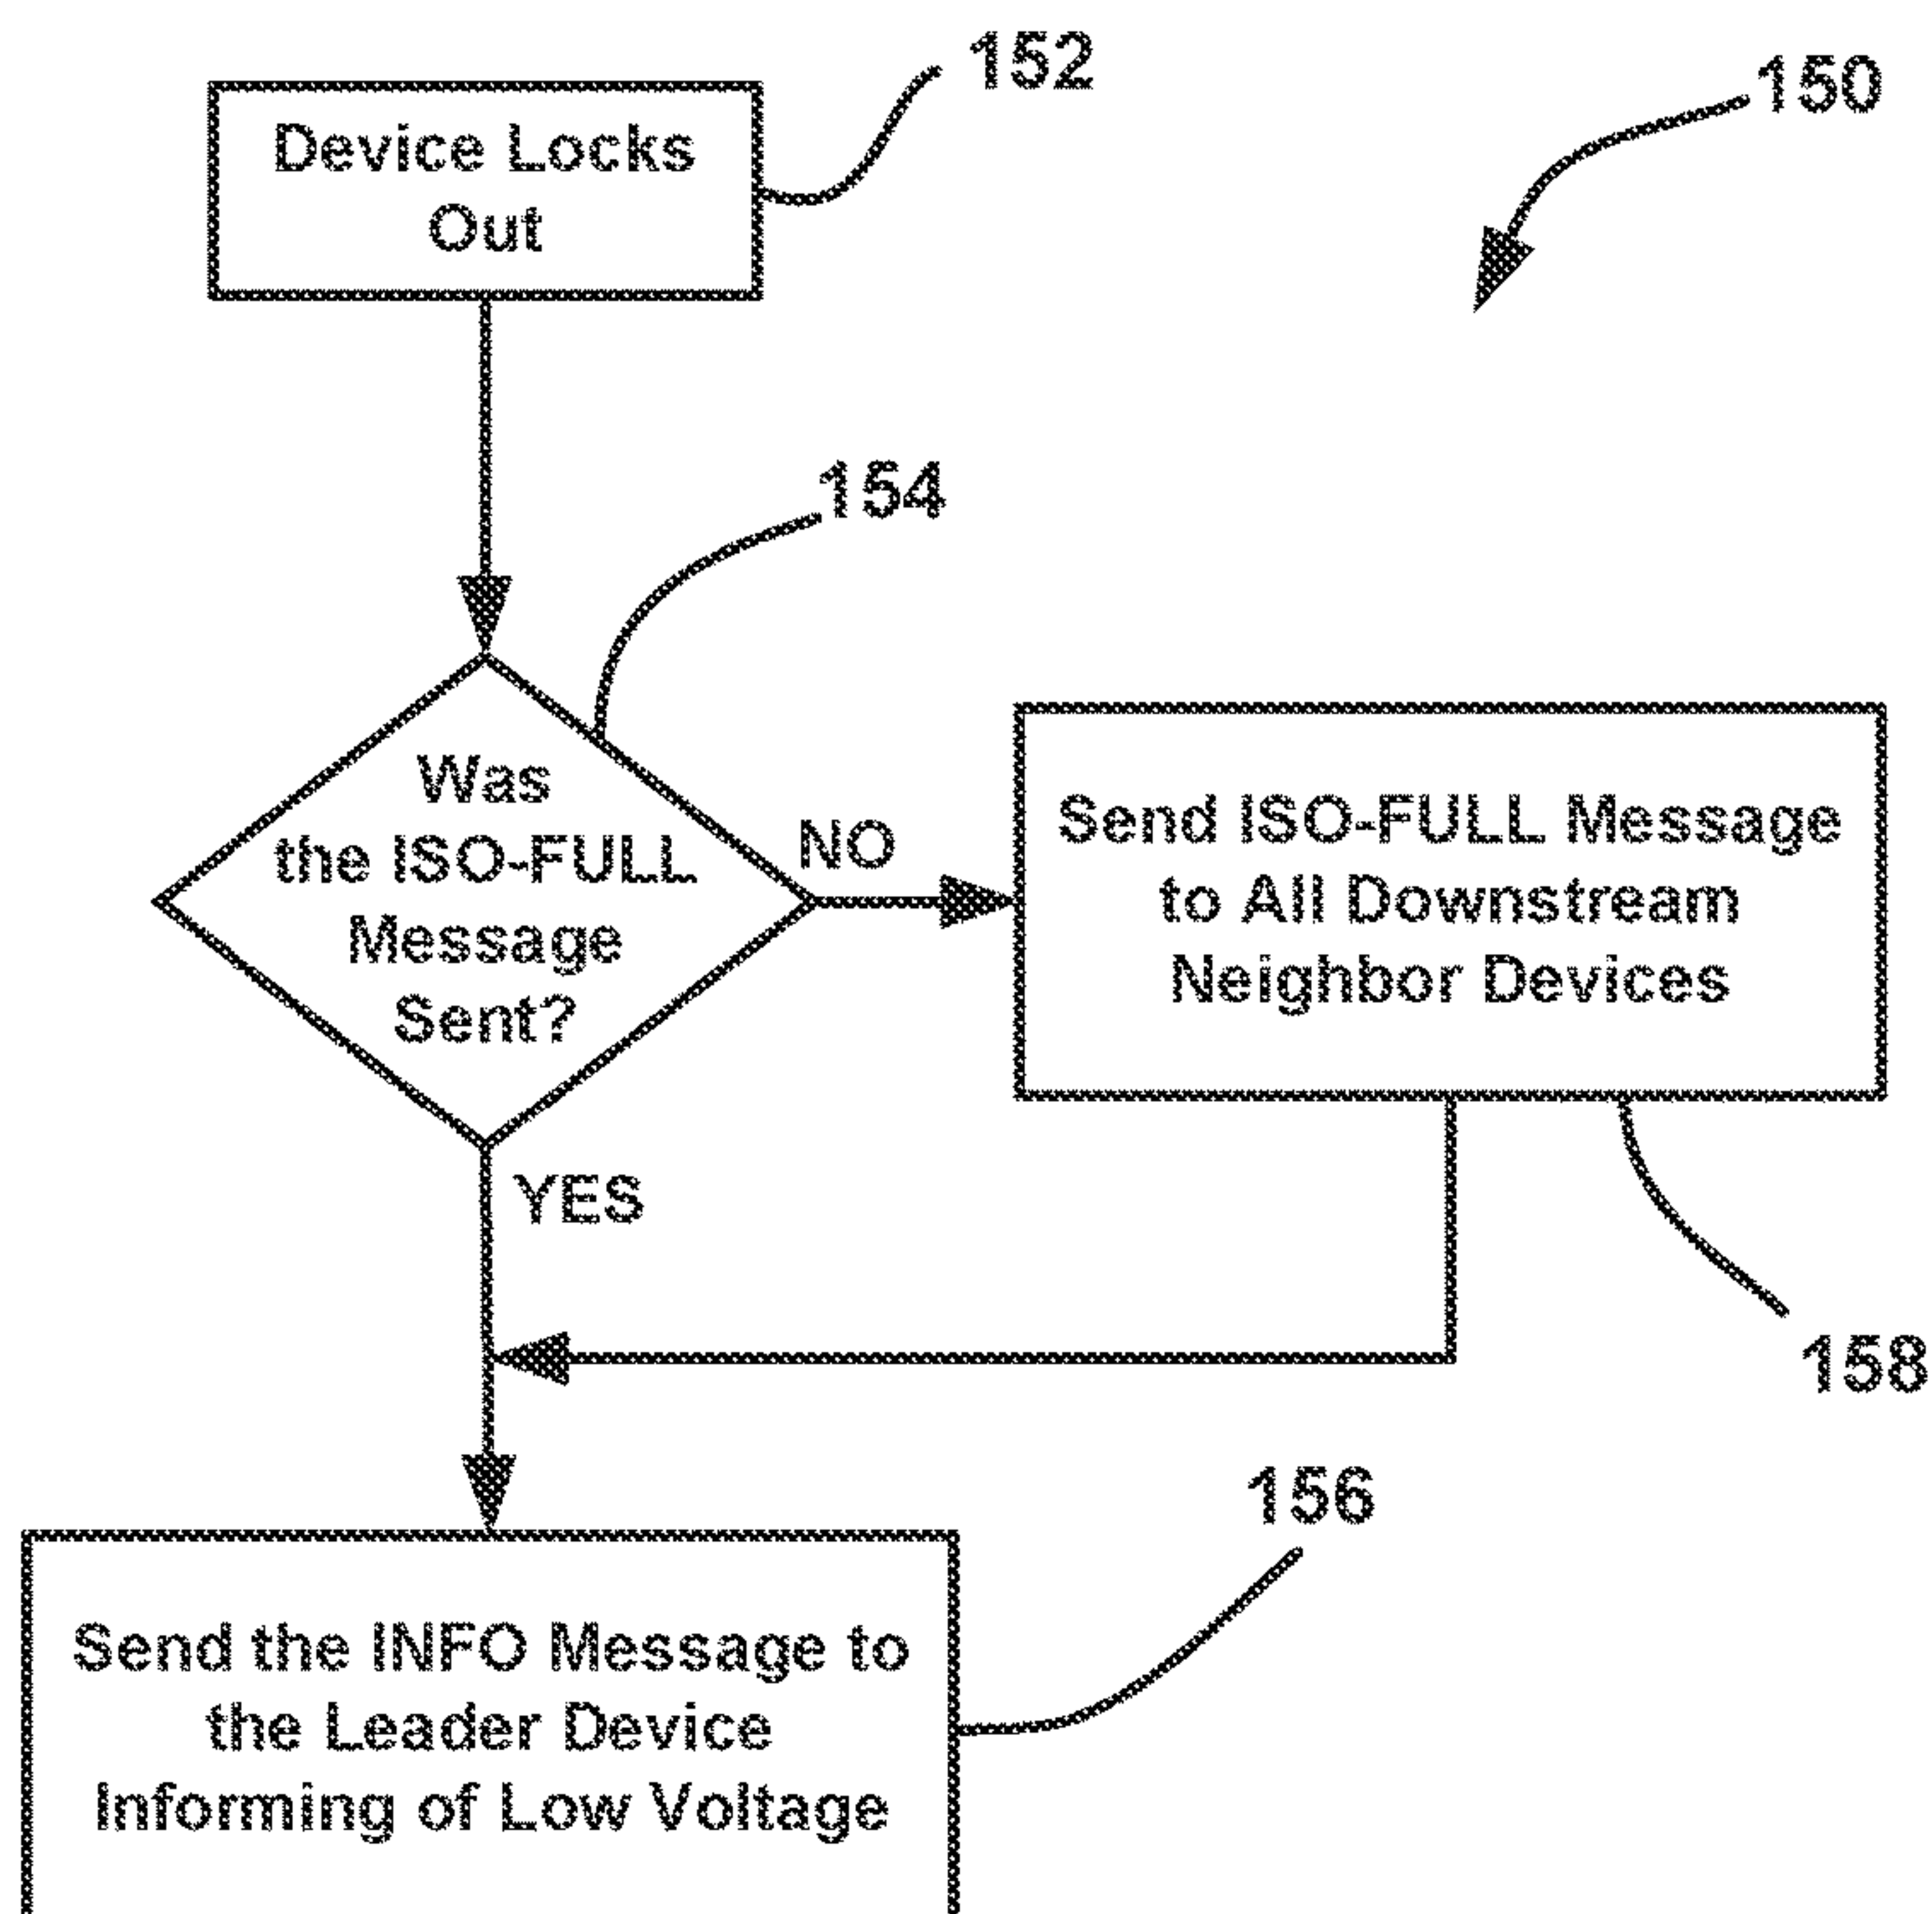 152
150
Device Locks
Out
154
Was
the ISO-FULL
Message
Sent?
NO
Send ISO-FULL Message
to All Downstream
Neighbor Devices
YES
158
156
Send the INFO Message to
the Leader Device
Informing of Low Voltage